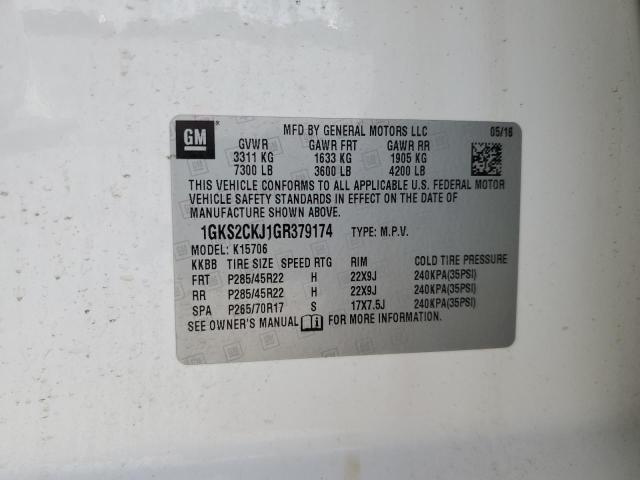 GM
MFD BY GENERAL MOTORS LLC 05/16
GVWR GAWR FRT GAWR RR
3311 KG 1633 KG 1905 KG
7300 LB 3600 LB 4200 LB
THIS VEHICLE CONFORMS TO ALL APPLICABLE U.S. FEDERAL MOTOR
VEHICLE SAFETY STANDARDS IN EFFECT ON THE DATE OF
MANUFACTURE SHOWN ABOVE.
1GKS2CKJ1GR379174 TYPE: M.P.V.
MODEL: K15706
KKBB TIRE SIZE SPEED RTG RIM COLD TIRE PRESSURE
FRT P285/45R22 H 22X9J 240KPA(35PSI)
RR P285/45R22 H 22X9J 240KPA(35PSI)
SPA P265/70R17 S 17X7.5J 240KPA(35PSI)
SEE OWNER'S MANUAL FOR MORE INFORMATION.